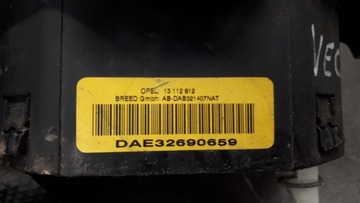 OPEL 13 112 812
BREED Gmbh AB-DAB321407NAT
DAE32690659
VEC